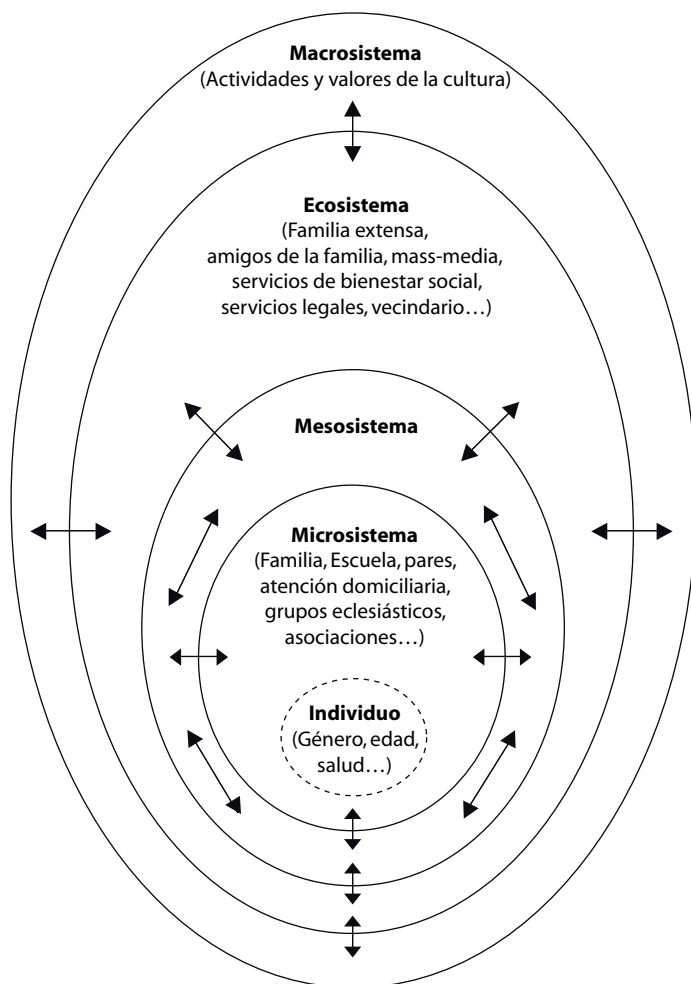 Macrosistema
(Actividades y valores de la cultura)
Ecosistema
(Familia extensa,
amigos de la familia, mass-media,
servicios de bienestar social,
servicios legales, vecindario…)
Mesosistema
Microsistema
(Familia, Escuela, pares,
atención domiciliaria,
grupos eclesiásticos,
asociaciones…)
Individuo
(Género, edad,
salud…)